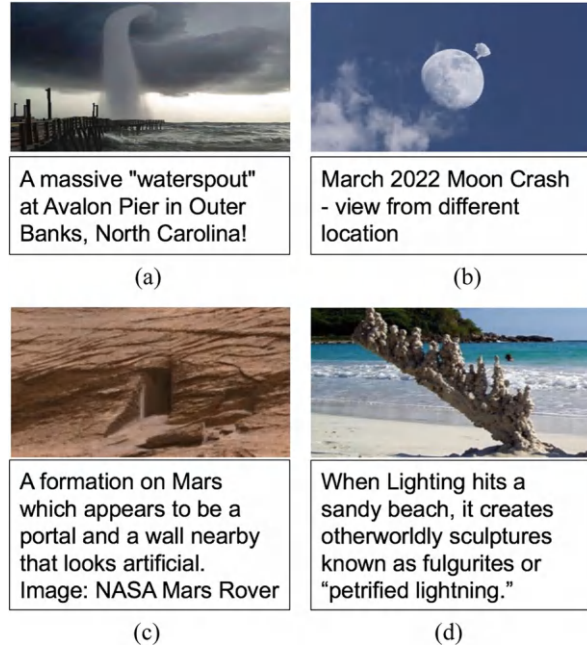 A massive "waterspout"
at Avalon Pier in Outer
Banks, North Carolina!
(a)
March 2022 Moon Crash
- view from different
location
(b)
A formation on Mars
which appears to be a
portal and a wall nearby
that looks artificial.
Image: NASA Mars Rover
(c)
When Lighting hits a
sandy beach, it creates
otherworldly sculptures
known as fulgurites or
“petrified lightning.”
(d)